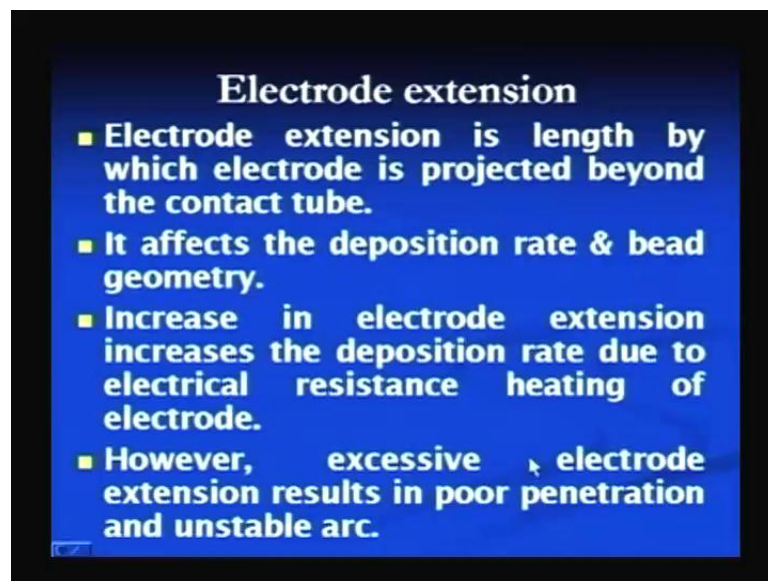 Electrode extension
Electrode extension is length by
which electrode is projected beyond
the contact tube.
It affects the deposition rate & bead
geometry.
Increase in electrode extension
increases the deposition rate due to
electrical resistance heating of
electrode.
However, excessive electrode
extension results in poor penetration
and unstable arc.